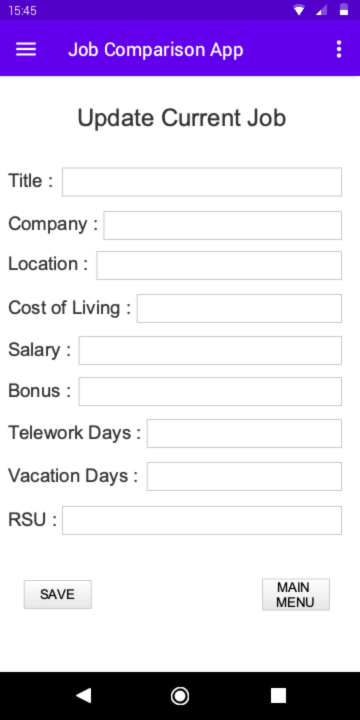 15:45
Job Comparison App
Update Current Job
Title :
Company :
Location :
Cost of Living :
Salary :
Bonus :
Telework Days :
Vacation Days :
RSU :
SAVE
MAIN
MENU